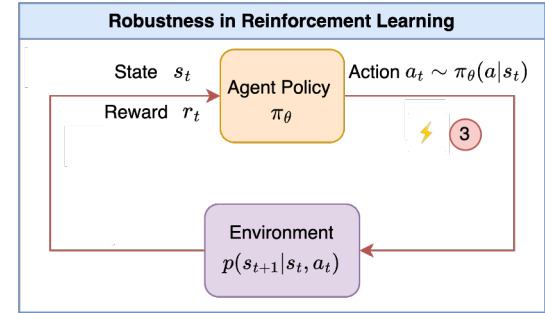 Robustness in Reinforcement Learning
State $s_t$
Reward $r_t$
Agent Policy
$\pi_\theta$
Action $a_t \sim \pi_\theta(a|s_t)$
3
Environment
$p(s_{t+1}|s_t, a_t)$